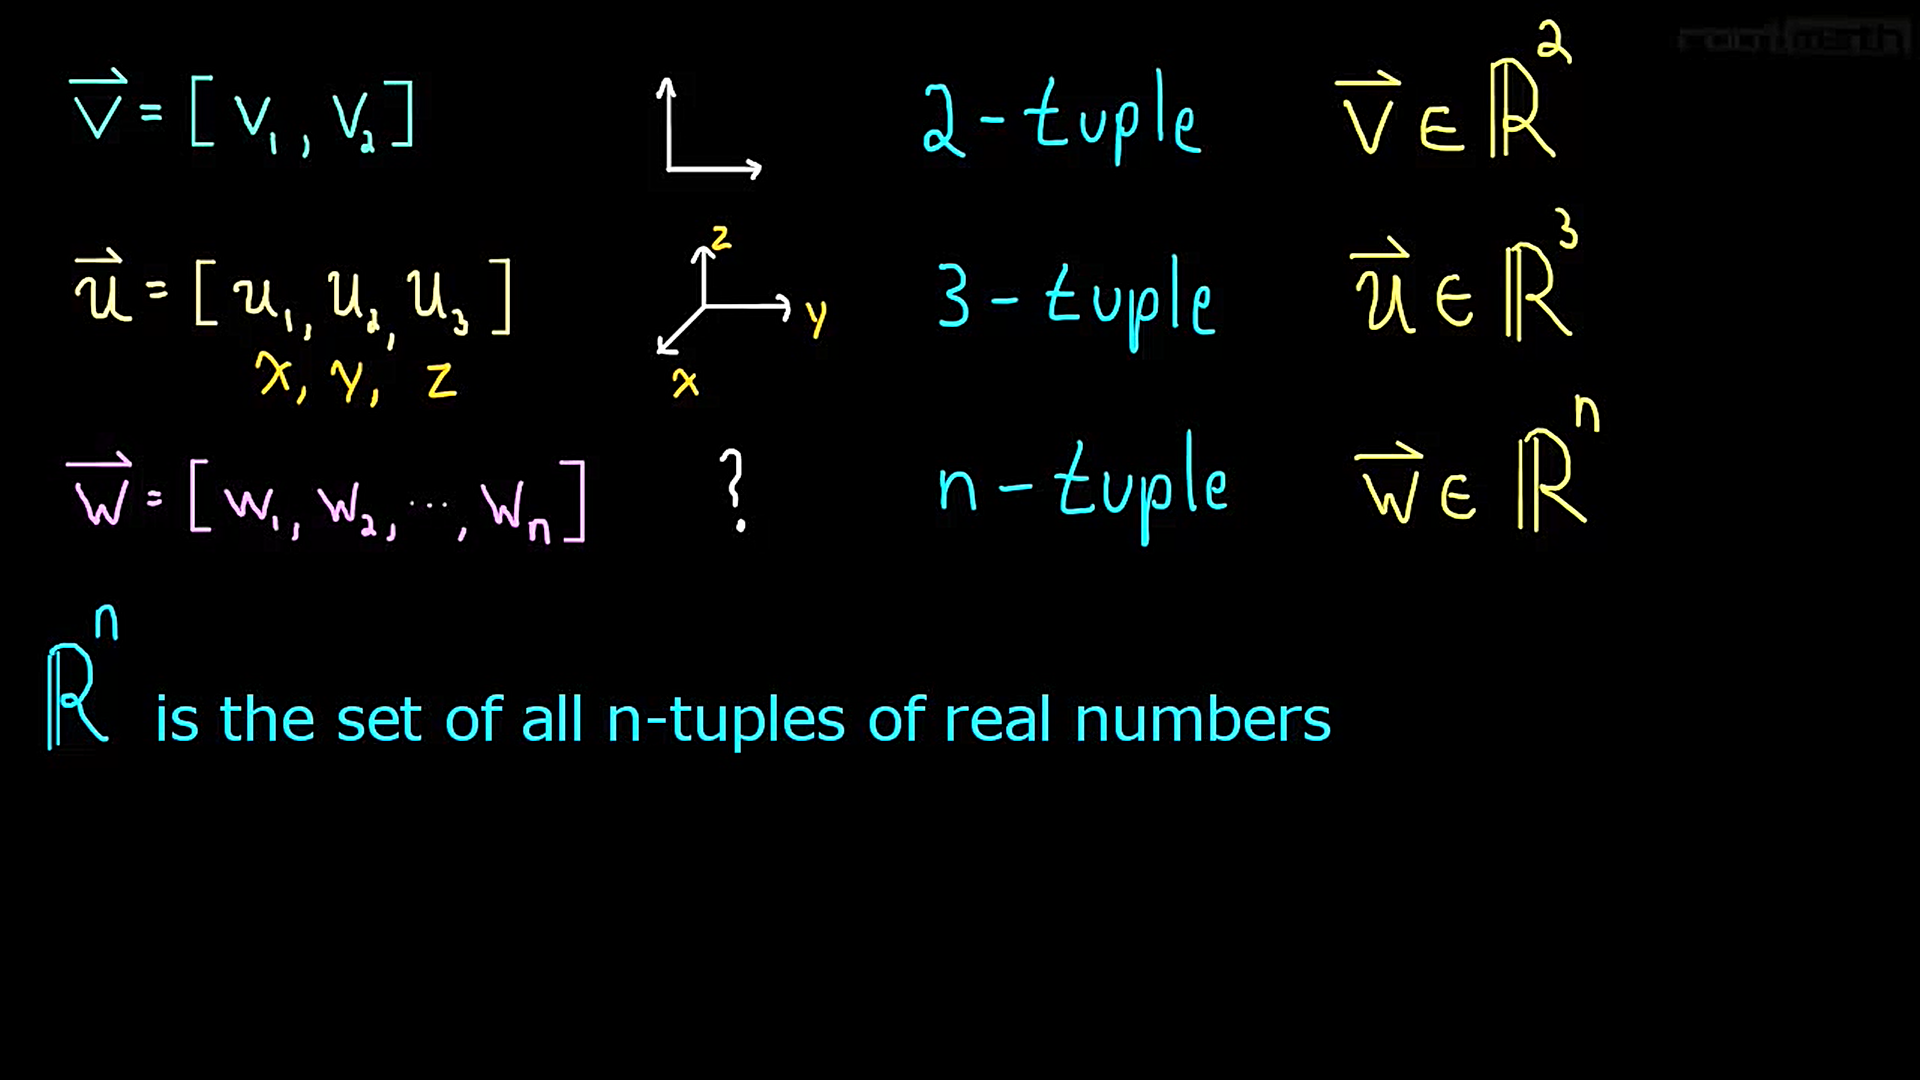 v⃗ = [v₁, v₂] 2-tuple v⃗ ∈ ℝ²
z
u⃗ = [u₁, u₂, u₃] y 3-tuple u⃗ ∈ ℝ³
x, y, z x
w⃗ = [w₁, w₂, ..., wₙ] ? n-tuple w⃗ ∈ ℝⁿ
ℝⁿ is the set of all n-tuples of real numbers